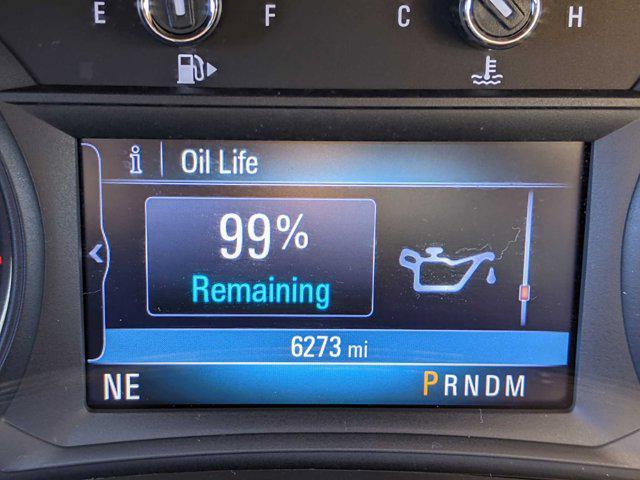 E F C H
i Oil Life
99%
Remaining
6273 mi
NE PRNDM